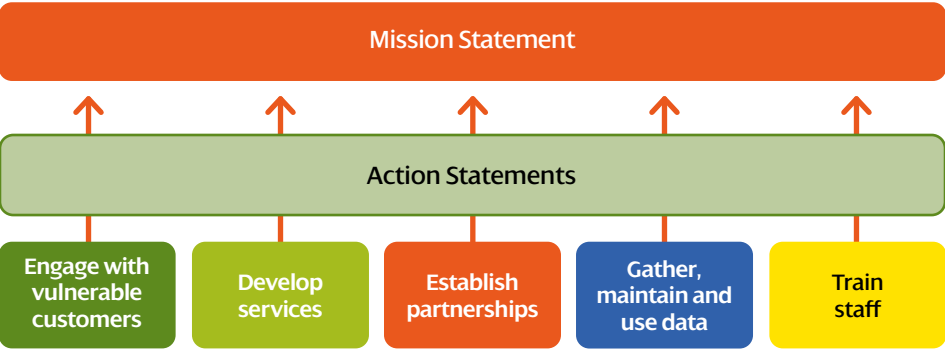 Mission Statement
Action Statements
Engage with
vulnerable
customers
Develop
services
Establish
partnerships
Gather,
maintain and
use data
Train
staff